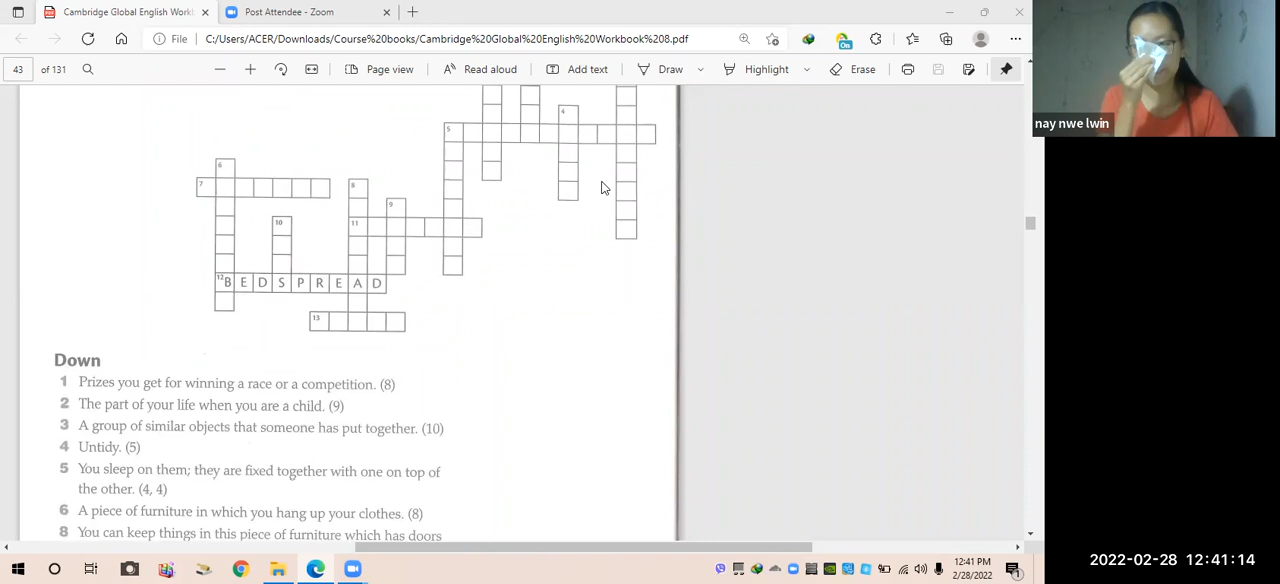 Cambridge Global English Workb
Post Attendee - Zoom
File C:/Users/ACER/Downloads/Course%20books/Cambridge%20Global%20English%20Workbook%208.pdf
On
43 of 131
Page view
Read aloud
Add text
Draw
Highlight
Erase
nay nwe lwin
4
5
6
7
8
9
10
11
12 B E D S P R E A D
13
Down
1 Prizes you get for winning a race or a competition. (8)
2 The part of your life when you are a child. (9)
3 A group of similar objects that someone has put together. (10)
4 Untidy. (5)
5 You sleep on them; they are fixed together with one on top of
the other. (4, 4)
6 A piece of furniture in which you hang up your clothes. (8)
8 You can keep things in this piece of furniture which has doors
12:41 PM
2/28/2022
1
2022-02-28 12:41:14